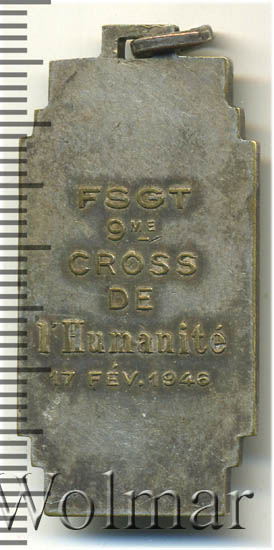 FSGT
9ME
CROSS
DE
l'Humanité
17 FÉV. 1946
Wolmar